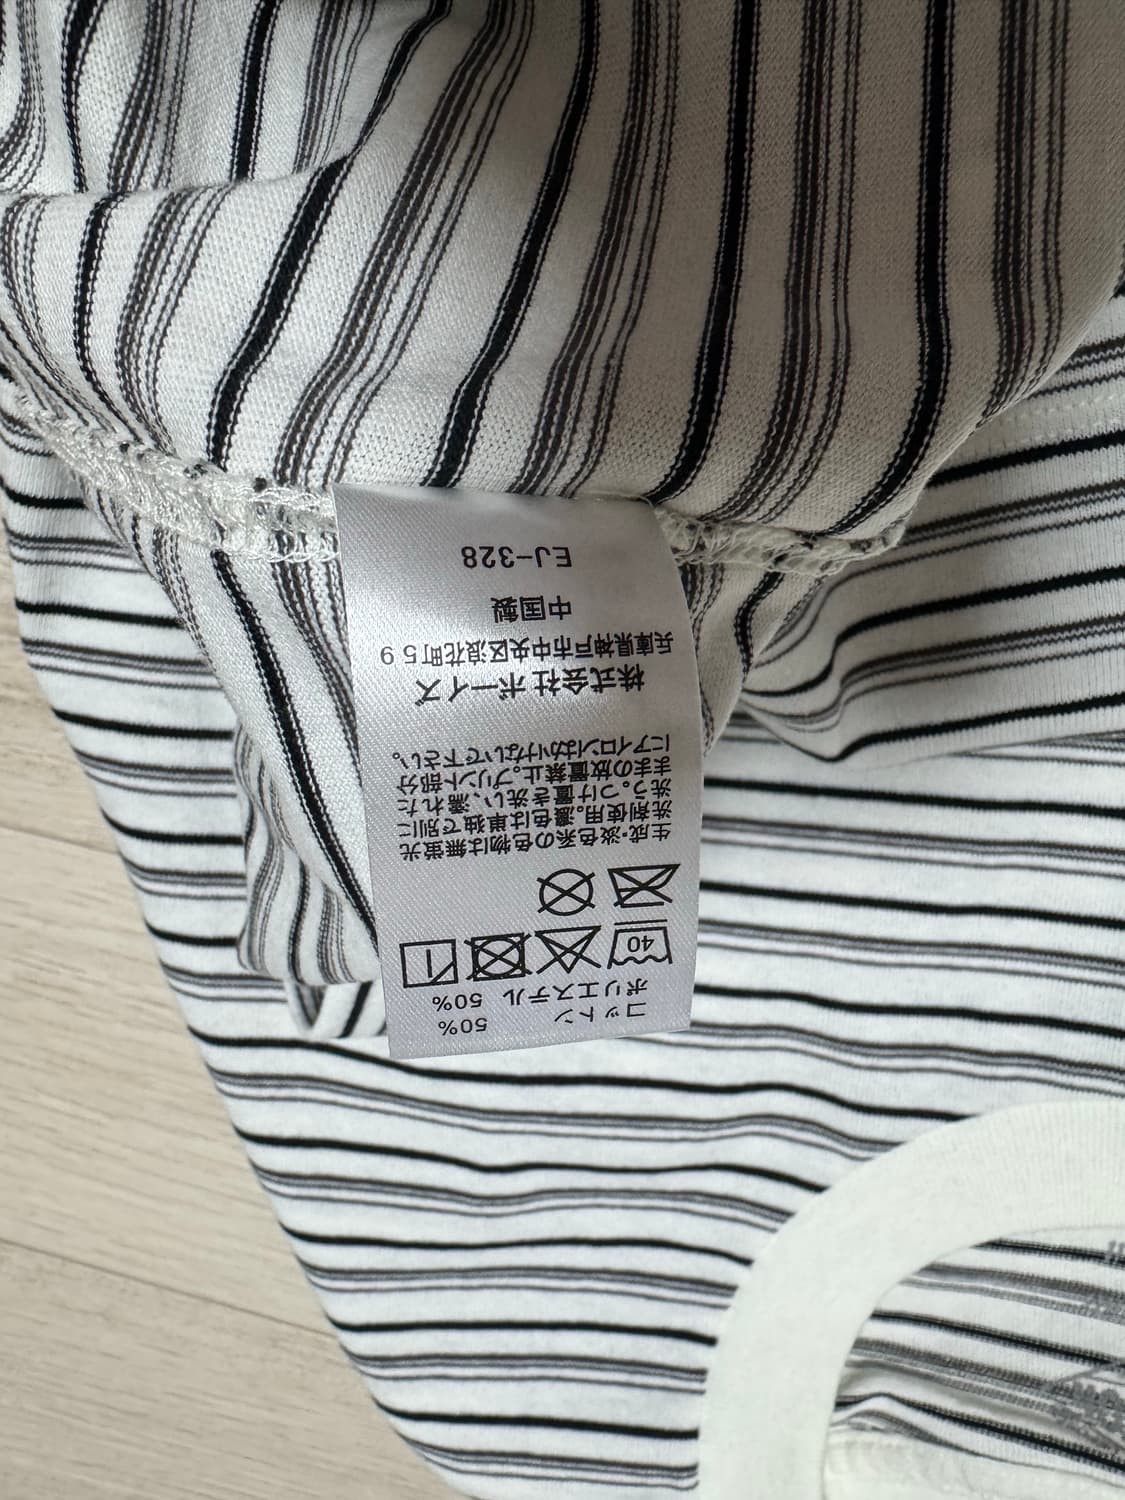 コットン 50%
ポリエステル 50%
40
生成・淡色系の色物は無蛍光
洗剤使用。濃色は単独で別に
洗う。つけ置き洗い、濡れた
ままの放置禁止。プリント部分
にアイロンはかけないで下さい。
株式会社ボーイズ
兵庫県神戸市中央区浪花町59
中国製
EJ-328